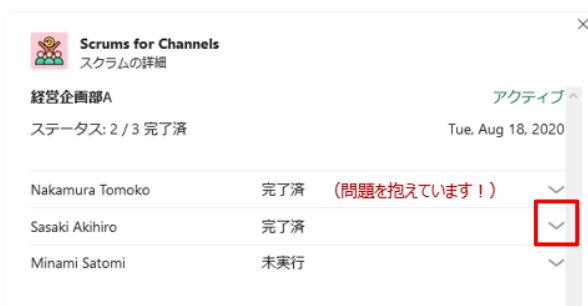 Scrums for Channels
スクラムの詳細
経営企画部A アクティブ
ステータス: 2 / 3 完了済 Tue, Aug 18, 2020
Nakamura Tomoko 完了済 （問題を抱えています！）
Sasaki Akihiro 完了済
Minami Satomi 未実行